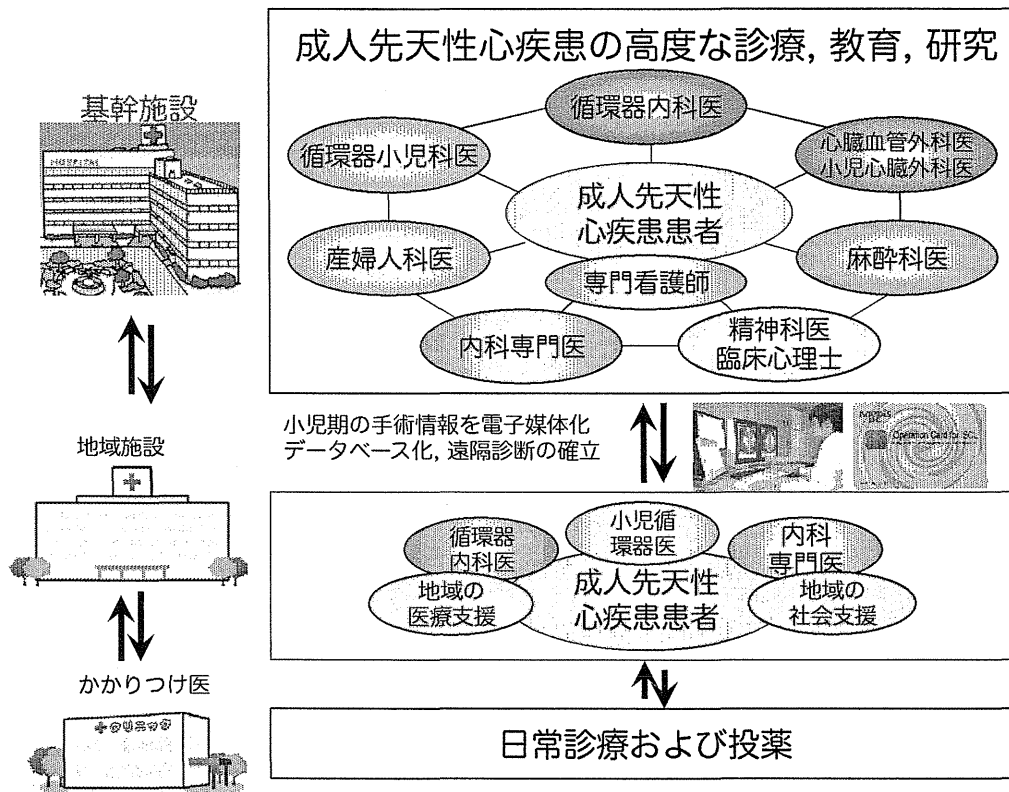 成人先天性心疾患の高度な診療, 教育, 研究
基幹施設
HOSPITAL
循環器内科医
循環器小児科医
心臓血管外科医
小児心臓外科医
成人先天性
心疾患患者
産婦人科医
麻酔科医
専門看護師
内科専門医
精神科医
臨床心理士
小児期の手術情報を電子媒体化
データベース化, 遠隔診断の確立
Operation Card for
地域施設
循環器
内科医
小児循
環器医
内科
専門医
地域の
医療支援
成人先天性
心疾患患者
地域の
社会支援
かかりつけ医
クリニック
日常診療および投薬